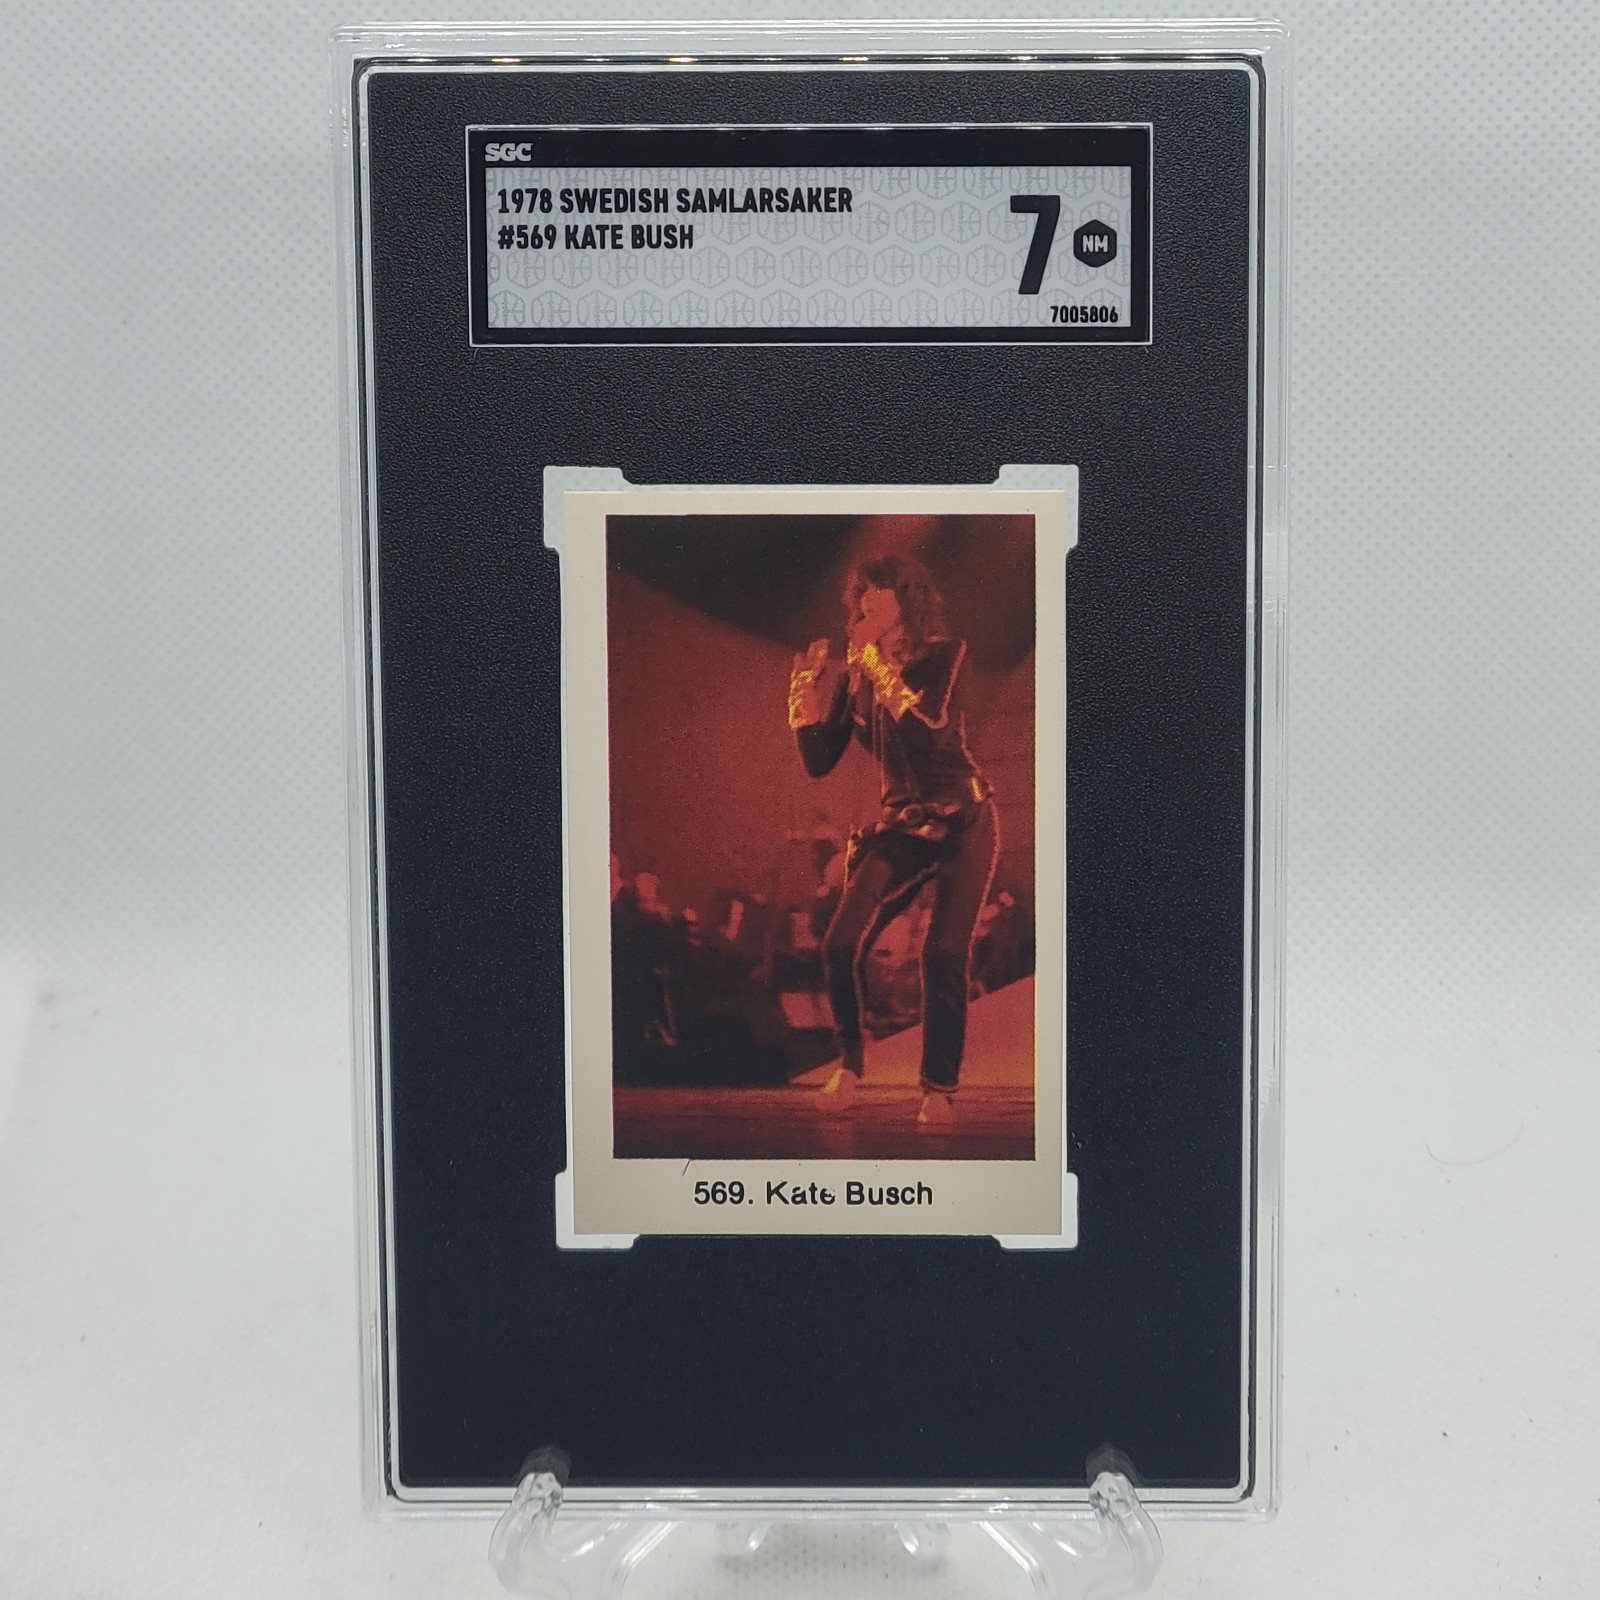 SGC
1978 SWEDISH SAMLARSAKER
#569 KATE BUSH
7
NM
7005806
569. Kate Busch